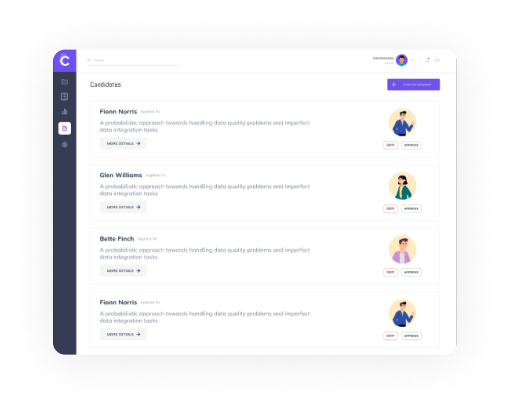 C
Search
Candidates
Fionn Norris Applied To
A probabilistic approach towards handling data quality problems and imperfect
data integration tasks
MORE DETAILS →
DENY APPROVE
Glen Williams Applied To
A probabilistic approach towards handling data quality problems and imperfect
data integration tasks
MORE DETAILS →
DENY APPROVE
Bette Finch Applied To
A probabilistic approach towards handling data quality problems and imperfect
data integration tasks
MORE DETAILS →
DENY APPROVE
Fionn Norris Applied To
A probabilistic approach towards handling data quality problems and imperfect
data integration tasks
MORE DETAILS →
DENY APPROVE